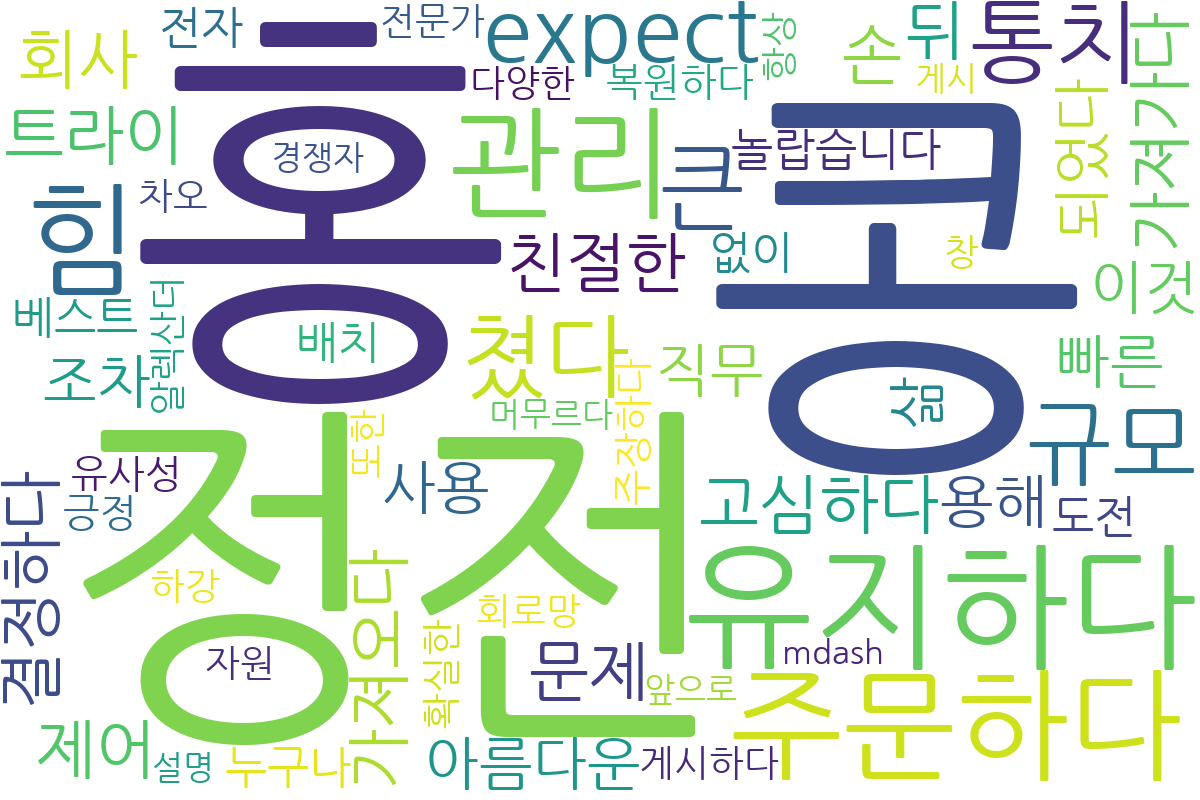 전자
전문가
expect
항상
손
뒤
통치
회사
홍
다양한
복원하다
게시
가져가다
트라이
경쟁자
관리
큰
놀랍습니다
콩
되었다
힘
차오
친절한
없이
창
이것
베스트
알렉산더
배치
쳤다
직무
빠른
조차
머무르다
주장하다
삶
규모
정전
또한
유사성
긍정
사용
고심하다
용해
도전
결정하다
하강
가져오다
회로망
유지하다
자원
확실한
문제
mdash
앞으로
주문하다
제어
설명
누구나
아름다운
게시하다